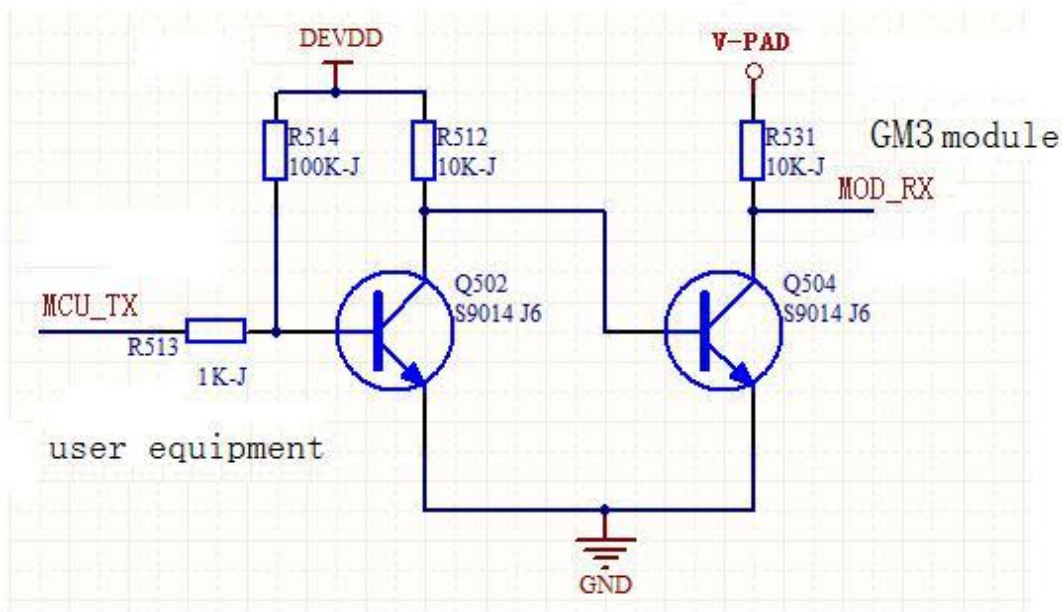 DEVDD
V-PAD
R514
100K-J
R512
10K-J
R531
10K-J
GM3 module
MOD_RX
MCU_TX
R513
1K-J
Q502
S9014 J6
Q504
S9014 J6
user equipment
GND